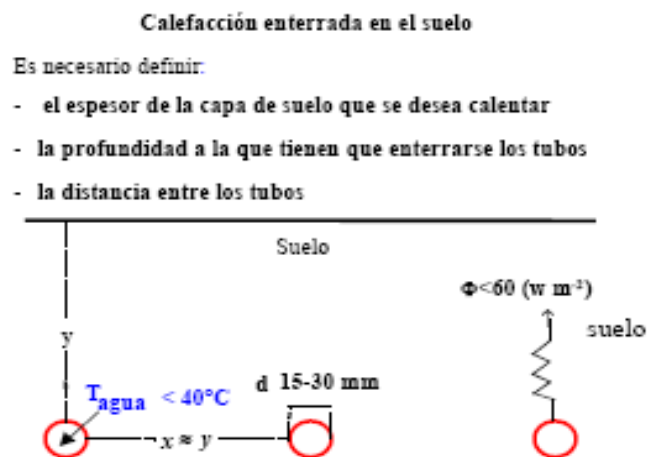 Calefacción enterrada en el suelo
Es necesario definir:
- el espesor de la capa de suelo que se desea calentar
- la profundidad a la que tienen que enterrarse los tubos
- la distancia entre los tubos
Suelo
Φ<60 (w m⁻²)
suelo
y
d 15-30 mm
Tagua < 40°C
x ≈ y